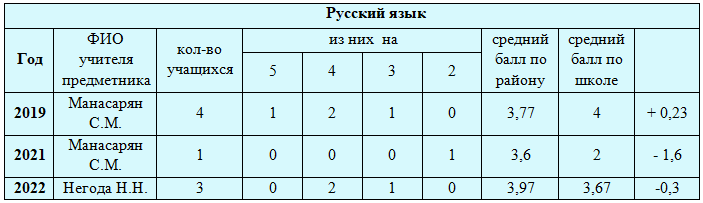 Русский язык
Год ФИО учителя предметника кол-во учащихся из них на средний балл по району средний балл по школе
5 4 3 2
2019 Манасарян С.М. 4 1 2 1 0 3,77 4 + 0,23
2021 Манасарян С.М. 1 0 0 0 1 3,6 2 - 1,6
2022 Негода Н.Н. 3 0 2 1 0 3,97 3,67 -0,3